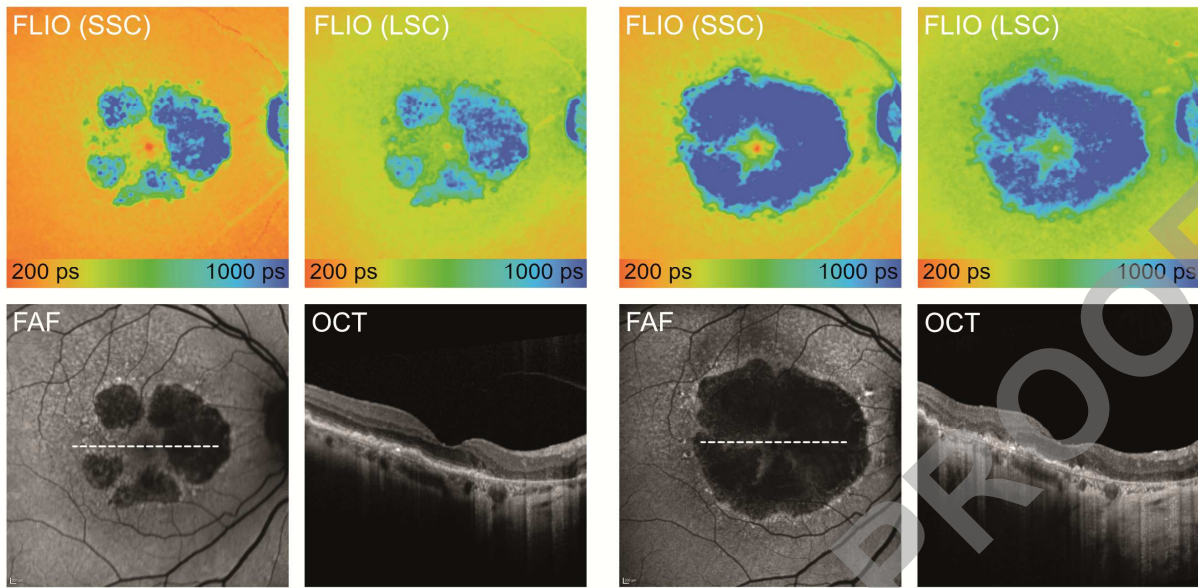 FLIO (SSC)
FLIO (LSC)
FLIO (SSC)
FLIO (LSC)
200 ps 1000 ps
200 ps 1000 ps
200 ps 1000 ps
200 ps 1000 ps
FAF
OCT
FAF
OCT
PROOF